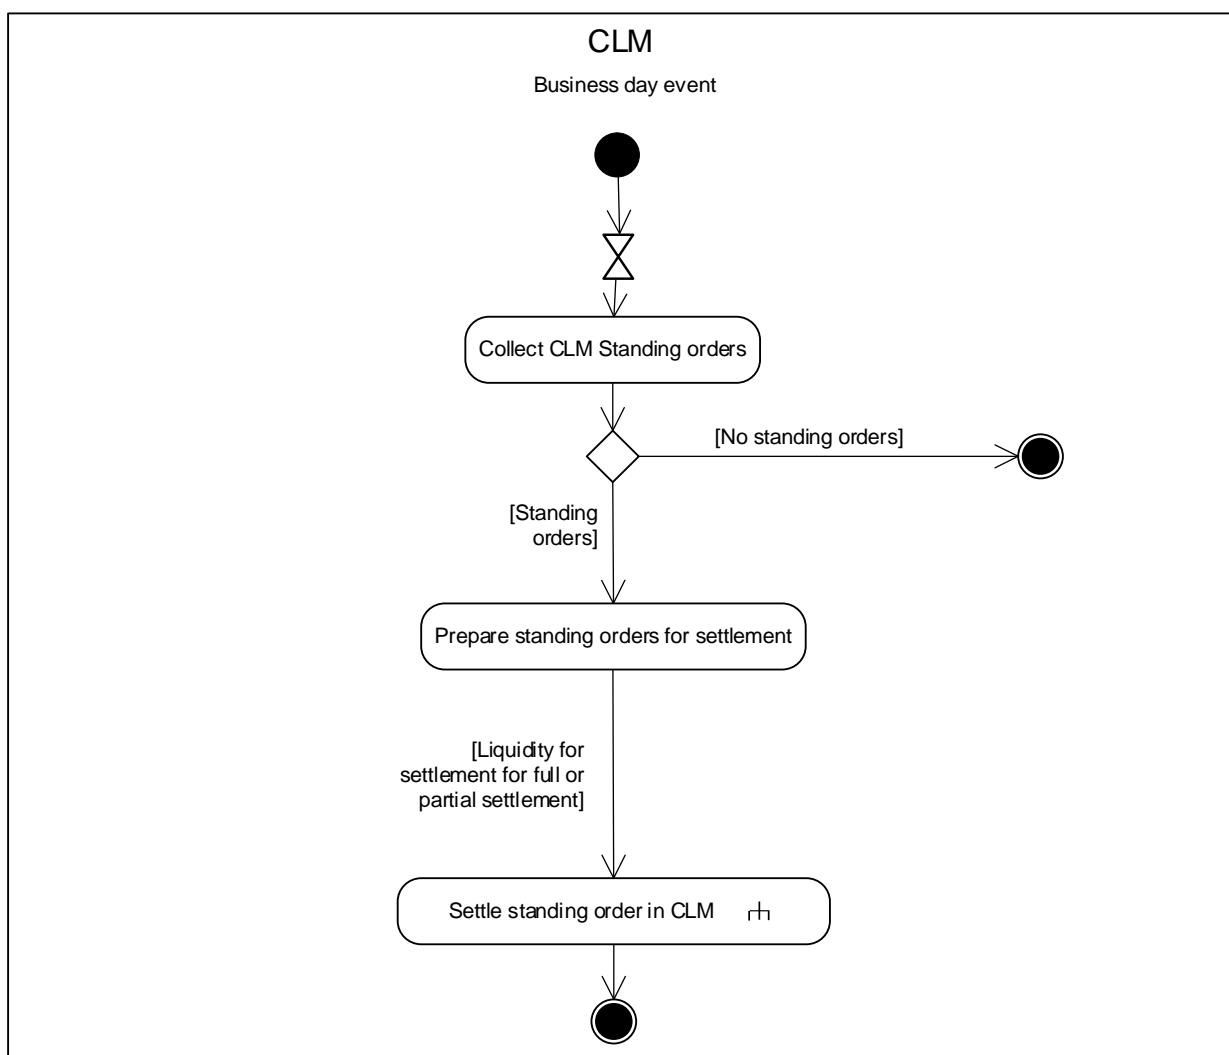 CLM
Business day event
Collect CLM Standing orders
[No standing orders]
[Standing
orders]
Prepare standing orders for settlement
[Liquidity for
settlement for full or
partial settlement]
Settle standing order in CLM